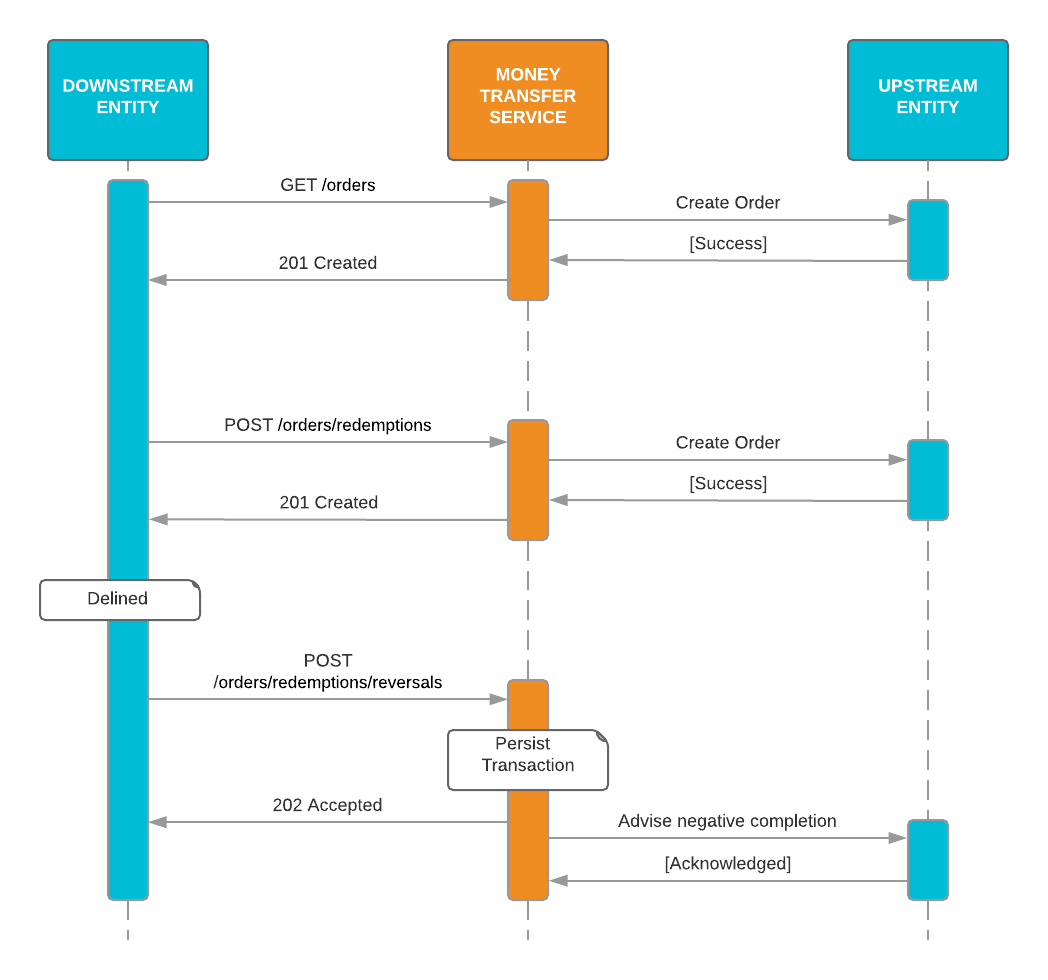 DOWNSTREAM
ENTITY
MONEY
TRANSFER
SERVICE
UPSTREAM
ENTITY
GET /orders
Create Order
[Success]
201 Created
POST /orders/redemptions
Create Order
[Success]
201 Created
Delined
POST
/orders/redemptions/reversals
Persist
Transaction
202 Accepted
Advise negative completion
[Acknowledged]